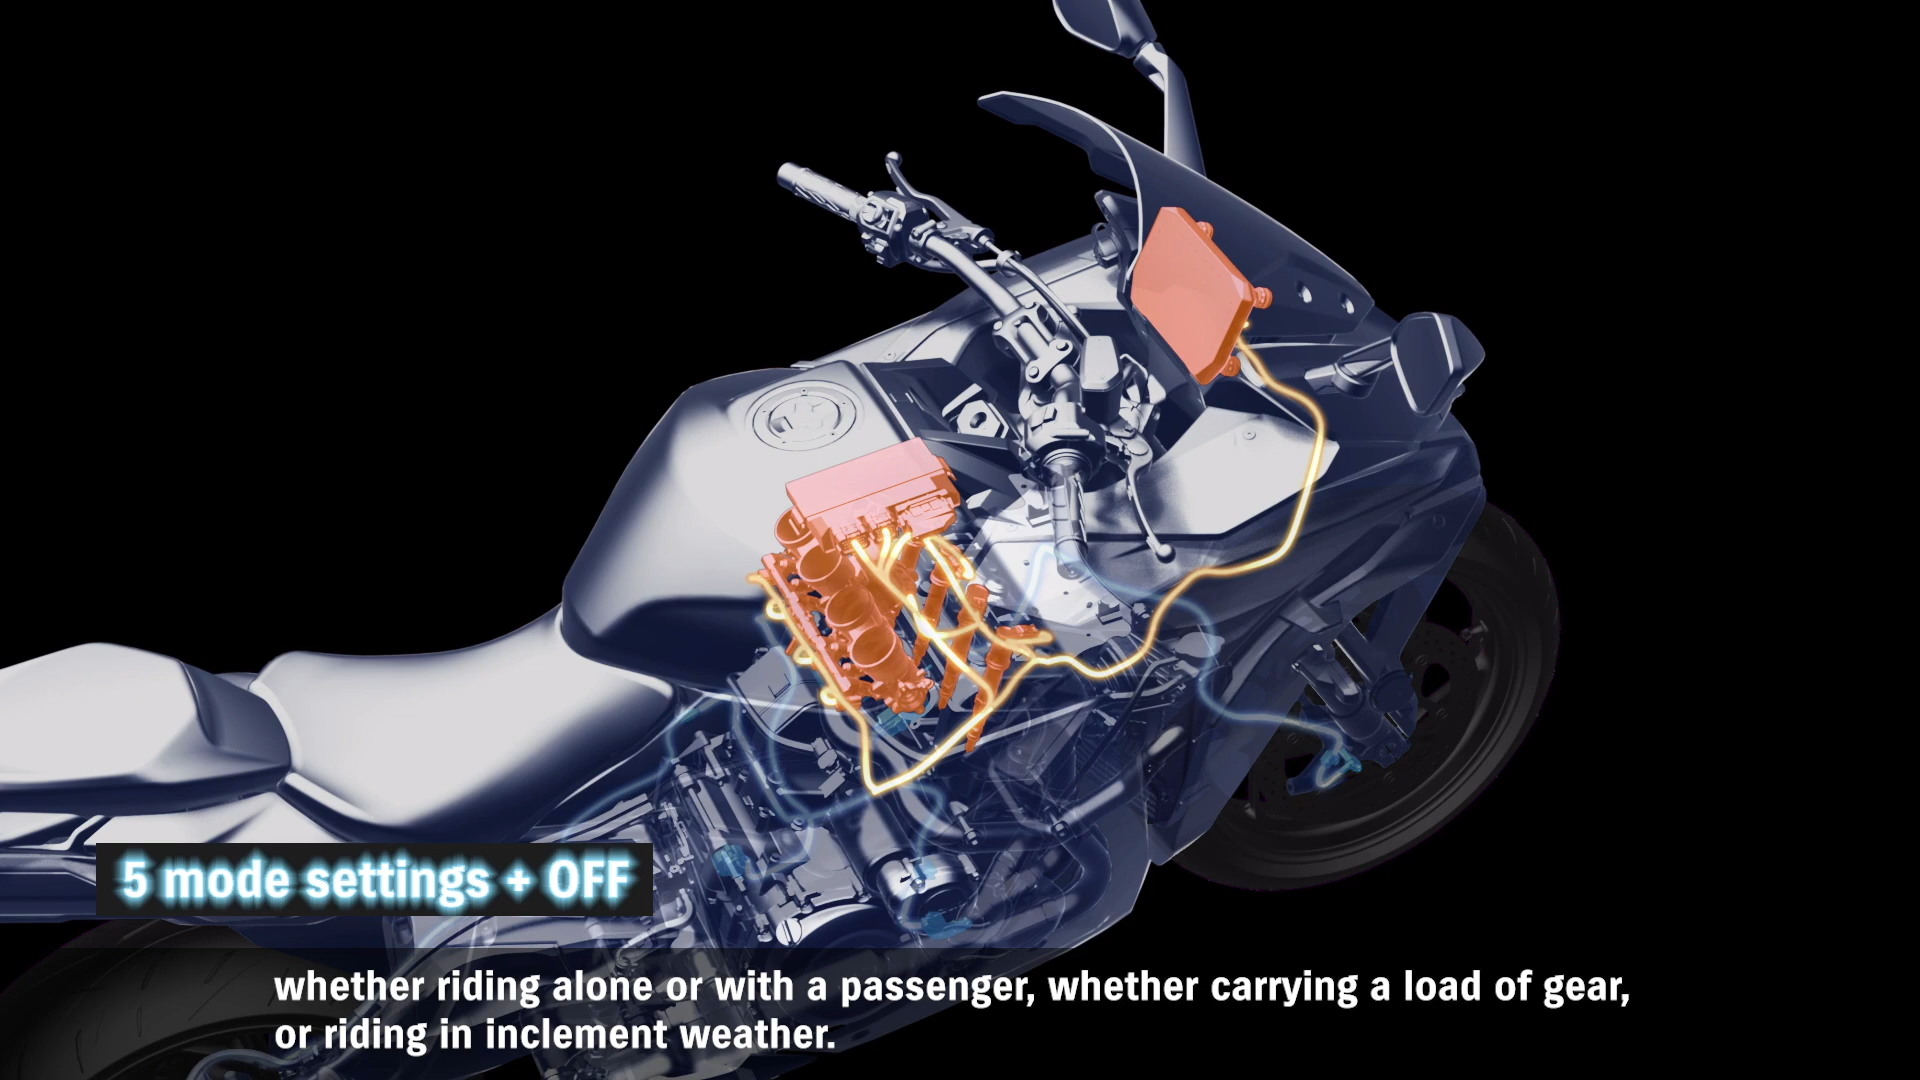 5 mode settings + OFF
whether riding alone or with a passenger, whether carrying a load of gear,
or riding in inclement weather.